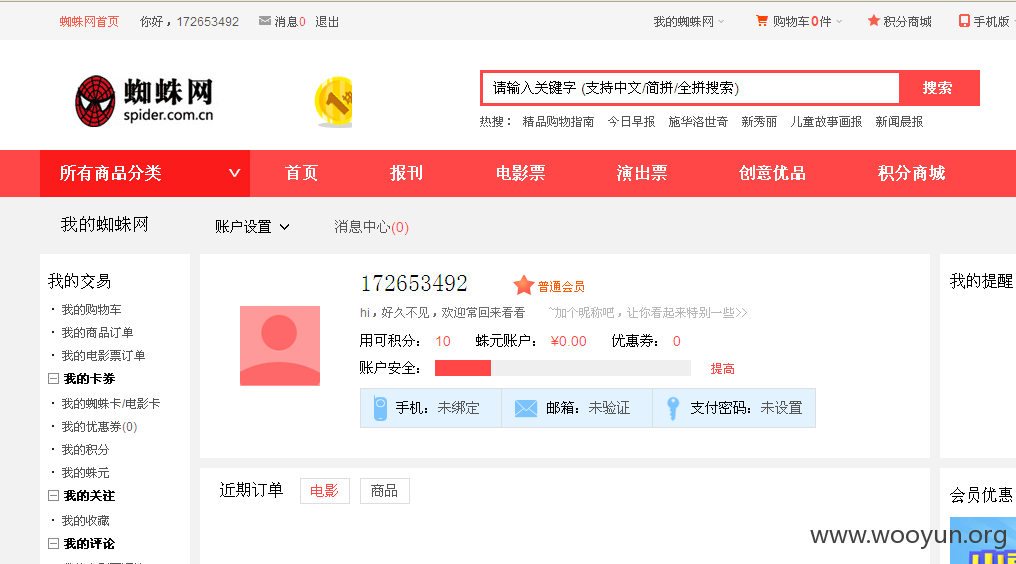 蜘蛛网首页 你好，172653492 消息0 退出 我的蜘蛛网 购物车0件 积分商城 手机版
蜘蛛网
spider.com.cn
请输入关键字 (支持中文/简拼/全拼搜索) 搜索
热搜： 精品购物指南 今日早报 施华洛世奇 新秀丽 儿童故事画报 新闻晨报
所有商品分类 首页 报刊 电影票 演出票 创意优品 积分商城
我的蜘蛛网 账户设置 消息中心(0)
我的交易
· 我的购物车
· 我的商品订单
· 我的电影票订单
我的卡券
· 我的蜘蛛卡/电影卡
· 我的优惠券(0)
· 我的积分
· 我的蛛元
我的关注
· 我的收藏
我的评论
172653492 普通会员
hi，好久不见，欢迎常回来看看 ~加个昵称吧，让你看起来特别一些>>
用可积分： 10 蛛元账户： ¥0.00 优惠券： 0
账户安全： 提高
手机：未绑定 邮箱：未验证 支付密码：未设置
近期订单 电影 商品
我的提醒
会员优惠
www.wooyun.org